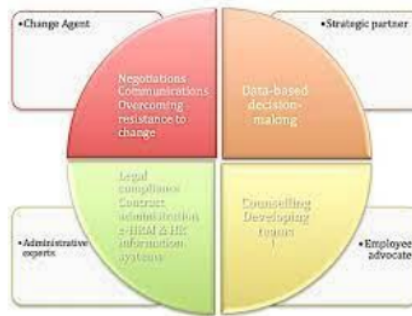 •Change Agent
•Strategic partner
Negotiations
Communications
Overcoming
resistance to
change
Data-based
decision-
making
Legal
compliance
Contract
administration
e-HRM & HR
information
systems
Counselling
Developing
teams
•Administrative
experts
•Employee
advocate